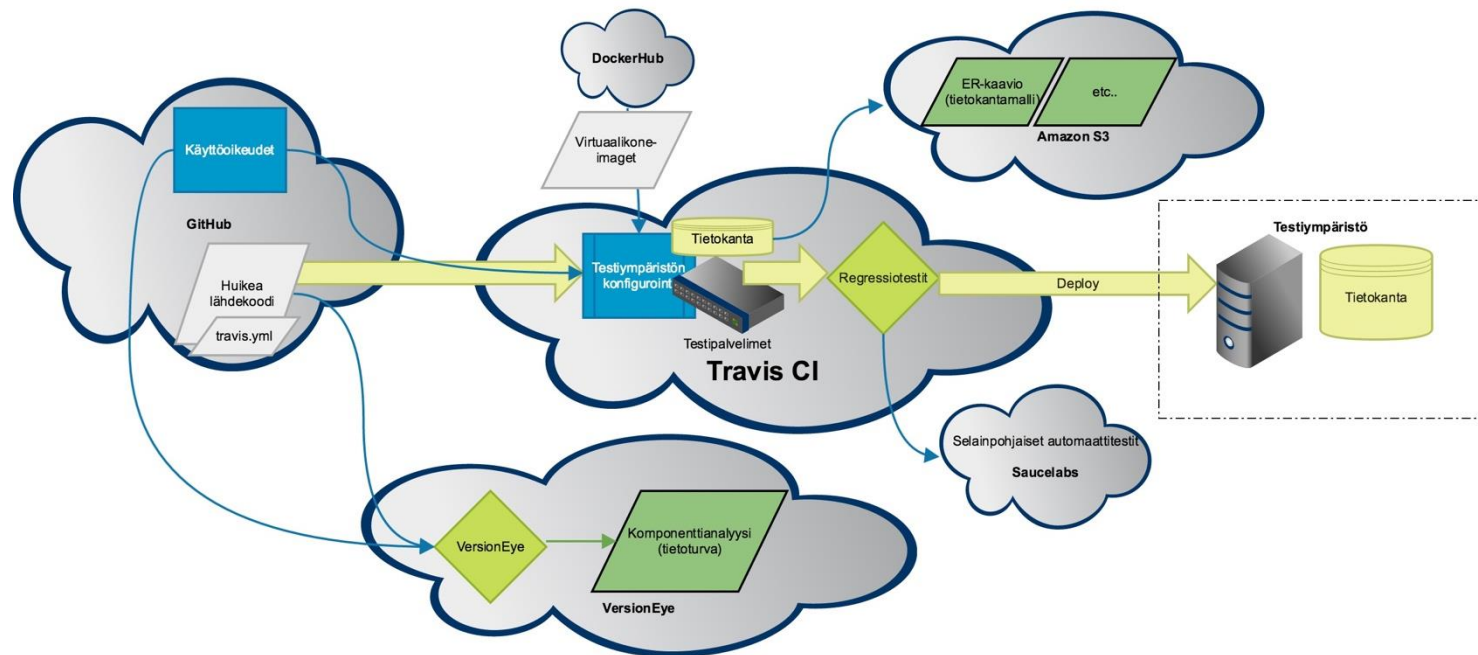 DockerHub
Virtuaalikone-
imaget
ER-kaavio
(tietokantamalli)
etc..
Amazon S3
Käyttöoikeudet
GitHub
Huikea
lähdekoodi
travis.yml
Testiympäristön
konfigurointi
Tietokanta
Testipalvelimet
Regressiotestit
Travis CI
Deploy
Testiympäristö
Tietokanta
Selainpohjaiset automaattitestit
Saucelabs
VersionEye
Komponenttianalyysi
(tietoturva)
VersionEye